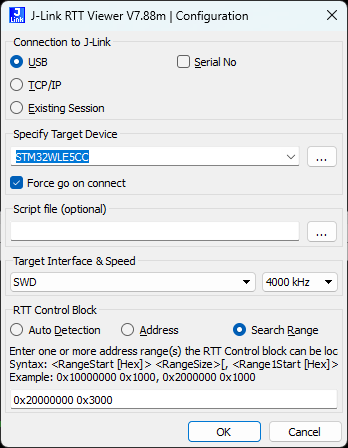 J-Link RTT Viewer V7.88m | Configuration
Connection to J-Link
USB
Serial No
TCP/IP
Existing Session
Specify Target Device
STM32WLE5CC
...
Force go on connect
Script file (optional)
...
Target Interface & Speed
SWD
4000 kHz
RTT Control Block
Auto Detection
Address
Search Range
Enter one or more address range(s) the RTT Control block can be loc
Syntax: <RangeStart [Hex]> <RangeSize>[, <Range1Start [Hex]>
Example: 0x10000000 0x1000, 0x2000000 0x1000
0x20000000 0x3000
OK
Cancel